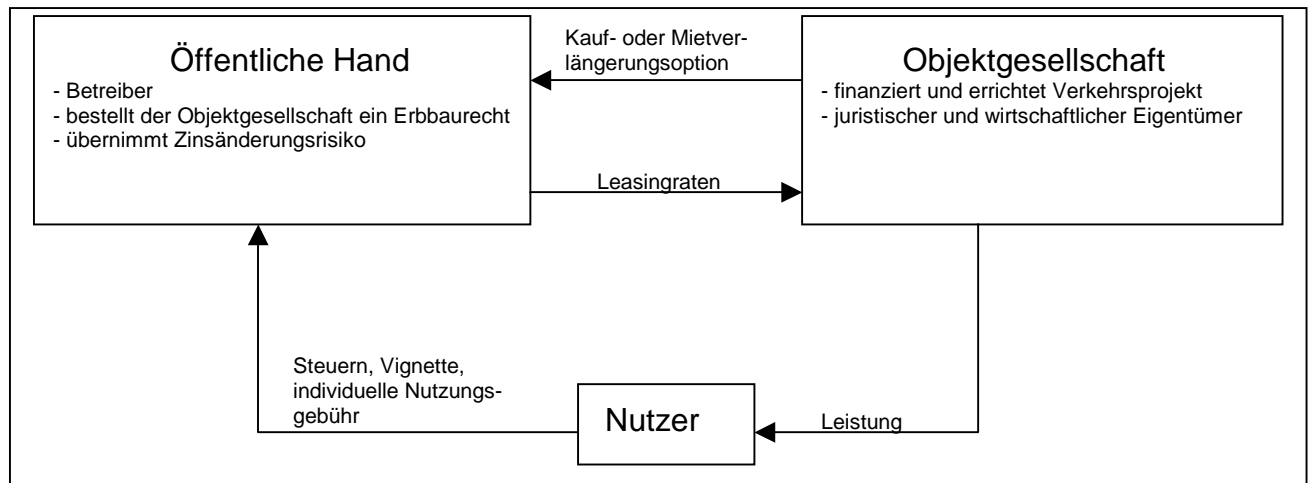 Öffentliche Hand
- Betreiber
- bestellt der Objektgesellschaft ein Erbbaurecht
- übernimmt Zinsänderungsrisiko
Kauf- oder Mietver-
längerungsoption
Leasingraten
Objektgesellschaft
- finanziert und errichtet Verkehrsprojekt
- juristischer und wirtschaftlicher Eigentümer
Steuern, Vignette,
individuelle Nutzungs-
gebühr
Nutzer
Leistung